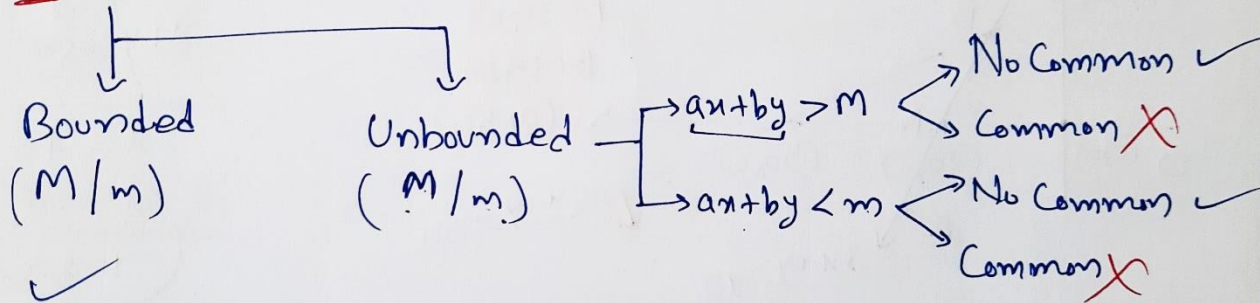 Bounded
(M/m)
Unbounded
(M/m)
ax+by > M
No Common
Common
ax+by < m
No Common
Common